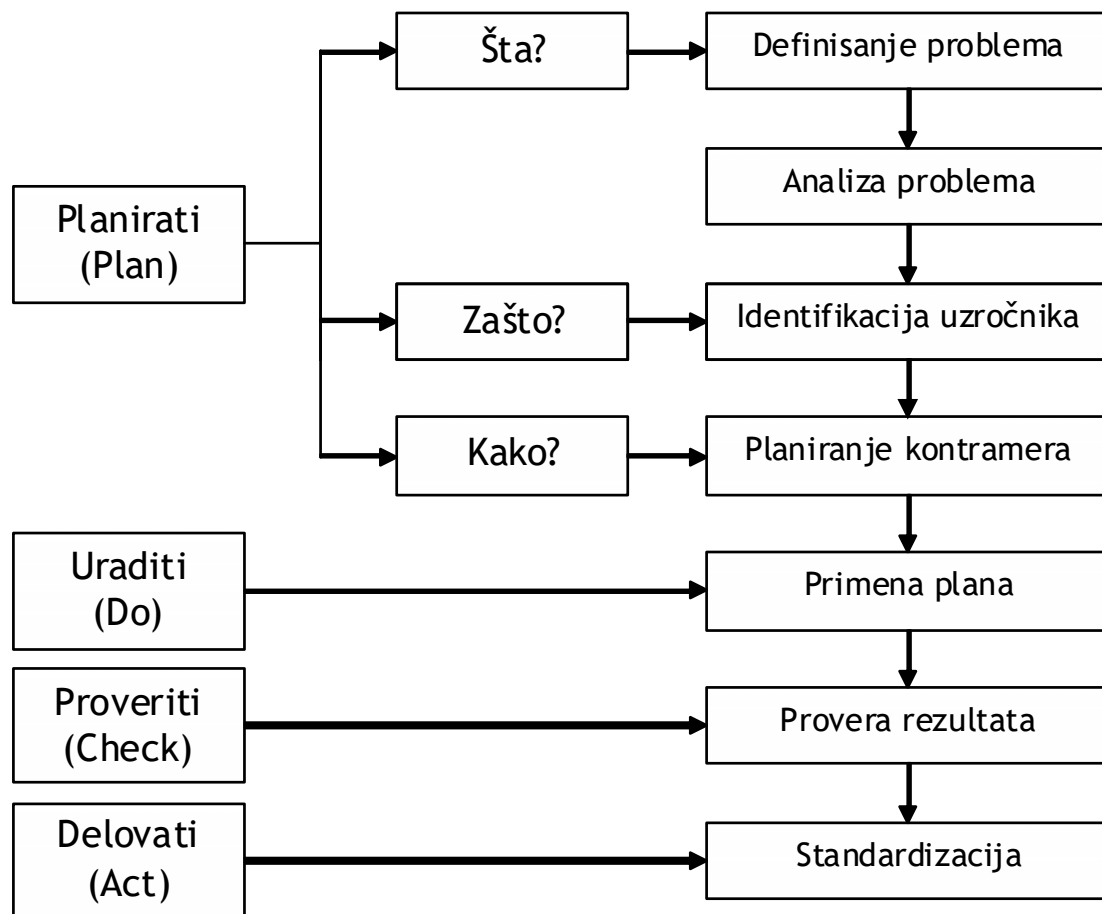 Šta?
Definisanje problema
Analiza problema
Planirati
(Plan)
Zašto?
Identifikacija uzročnika
Kako?
Planiranje kontramera
Uraditi
(Do)
Primena plana
Proveriti
(Check)
Provera rezultata
Delovati
(Act)
Standardizacija